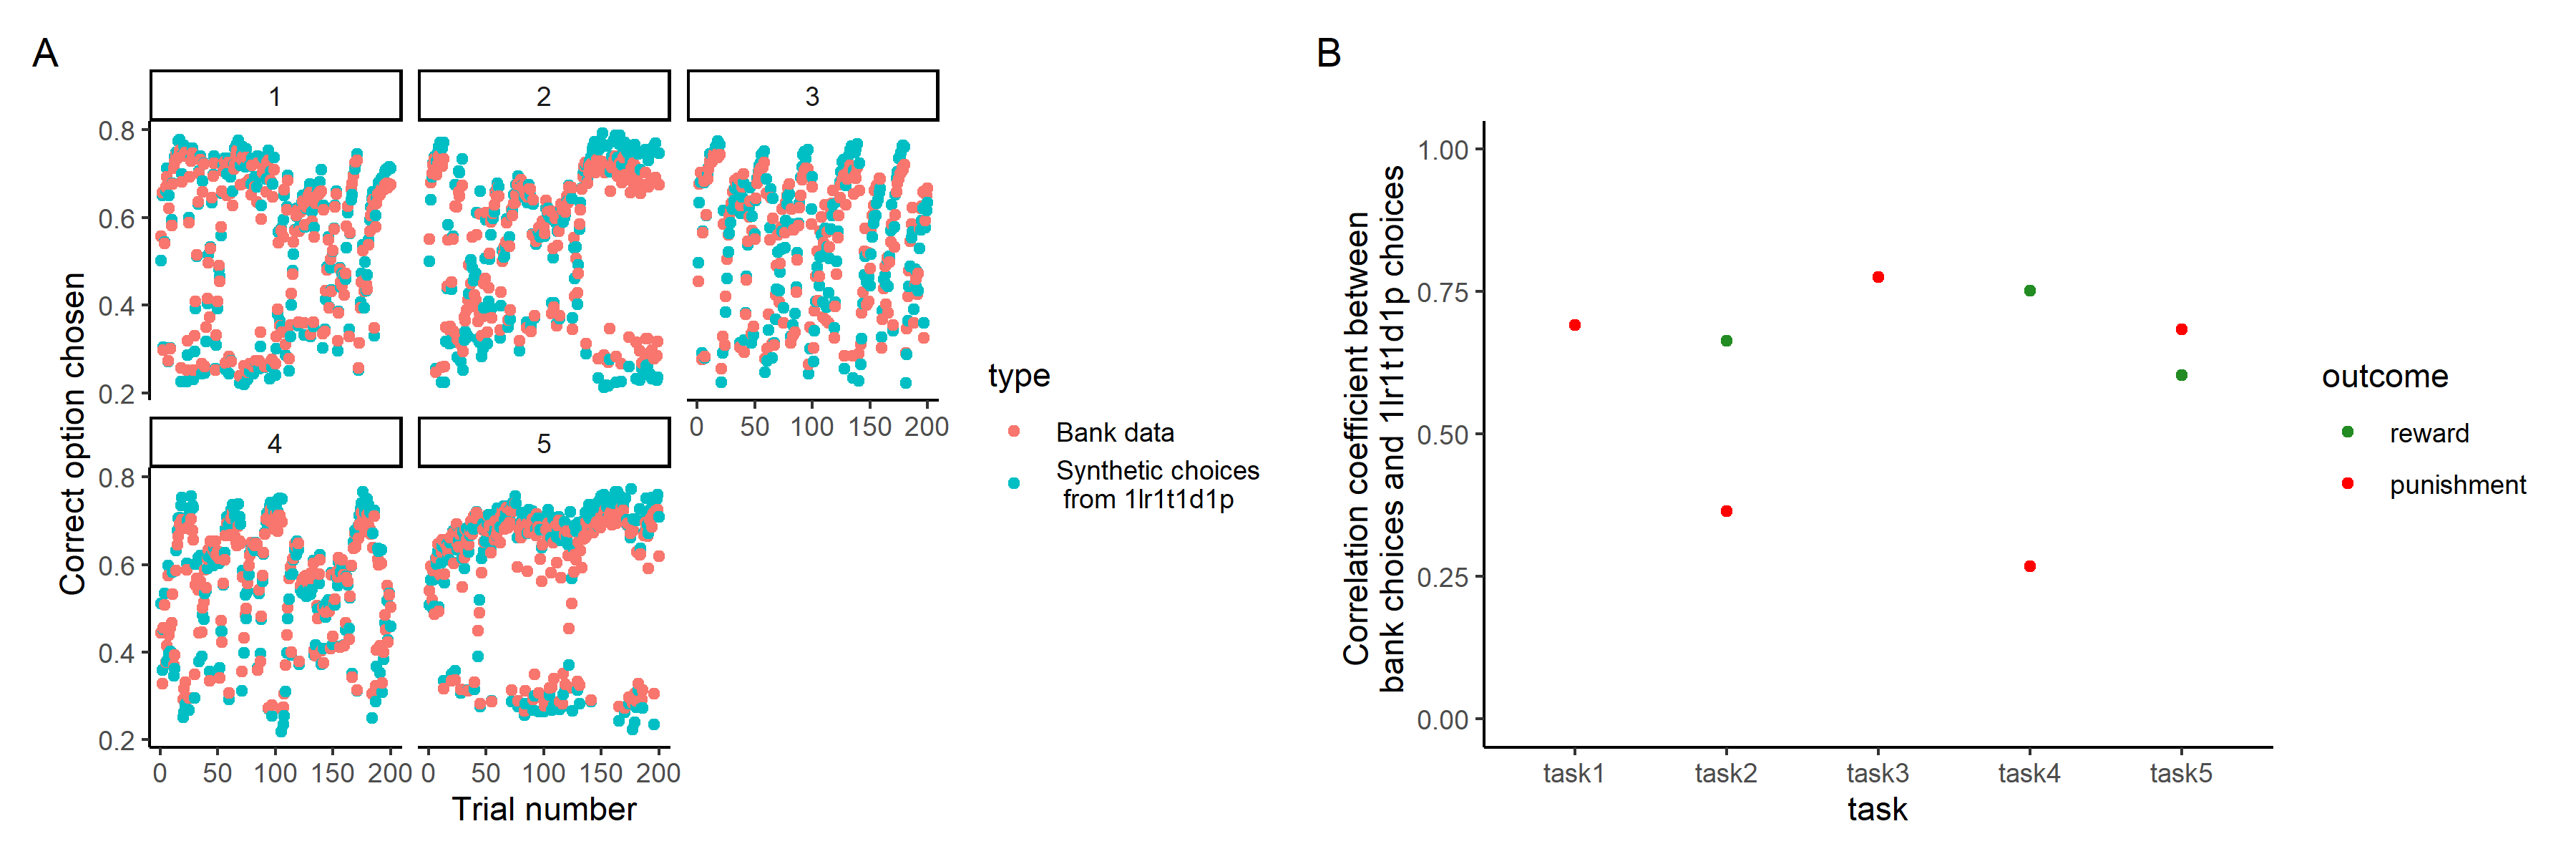 A
1
2
3
0.8
0.6
0.4
0.2
0 50 100 150 200
4
5
0.8
0.6
0.4
0.2
0 50 100 150 200
0 50 100 150 200
Correct option chosen
Trial number
type
Bank data
Synthetic choices
from 1lr1t1d1p
B
Correlation coefficient between
bank choices and 1lr1t1d1p choices
1.00
0.75
0.50
0.25
0.00
task1 task2 task3 task4 task5
task
outcome
reward
punishment